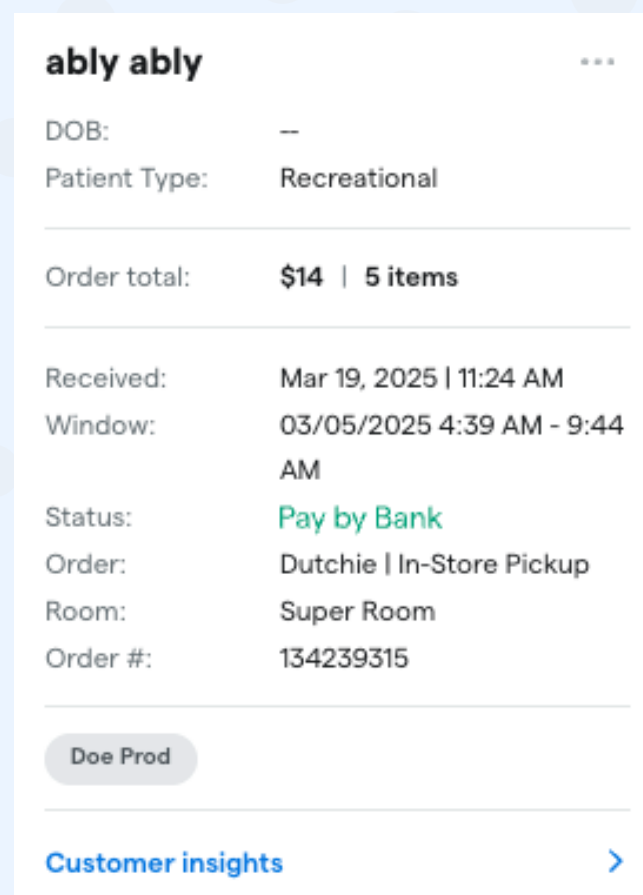 ably ably
DOB: --
Patient Type: Recreational
Order total: $14 | 5 items
Received: Mar 19, 2025 | 11:24 AM
Window: 03/05/2025 4:39 AM - 9:44
AM
Status: Pay by Bank
Order: Dutchie | In-Store Pickup
Room: Super Room
Order #: 134239315
Doe Prod
Customer insights